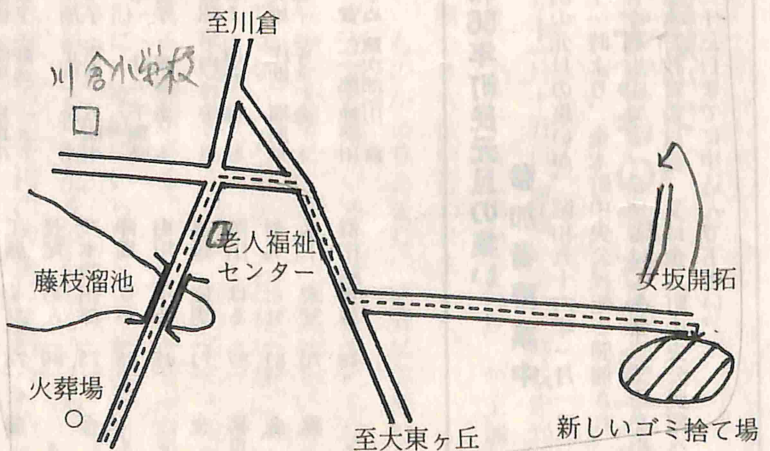 至川倉
川倉小学校
老人福祉
センター
藤枝溜池
女坂開拓
火葬場
至大東ヶ丘
新しいゴミ捨て場